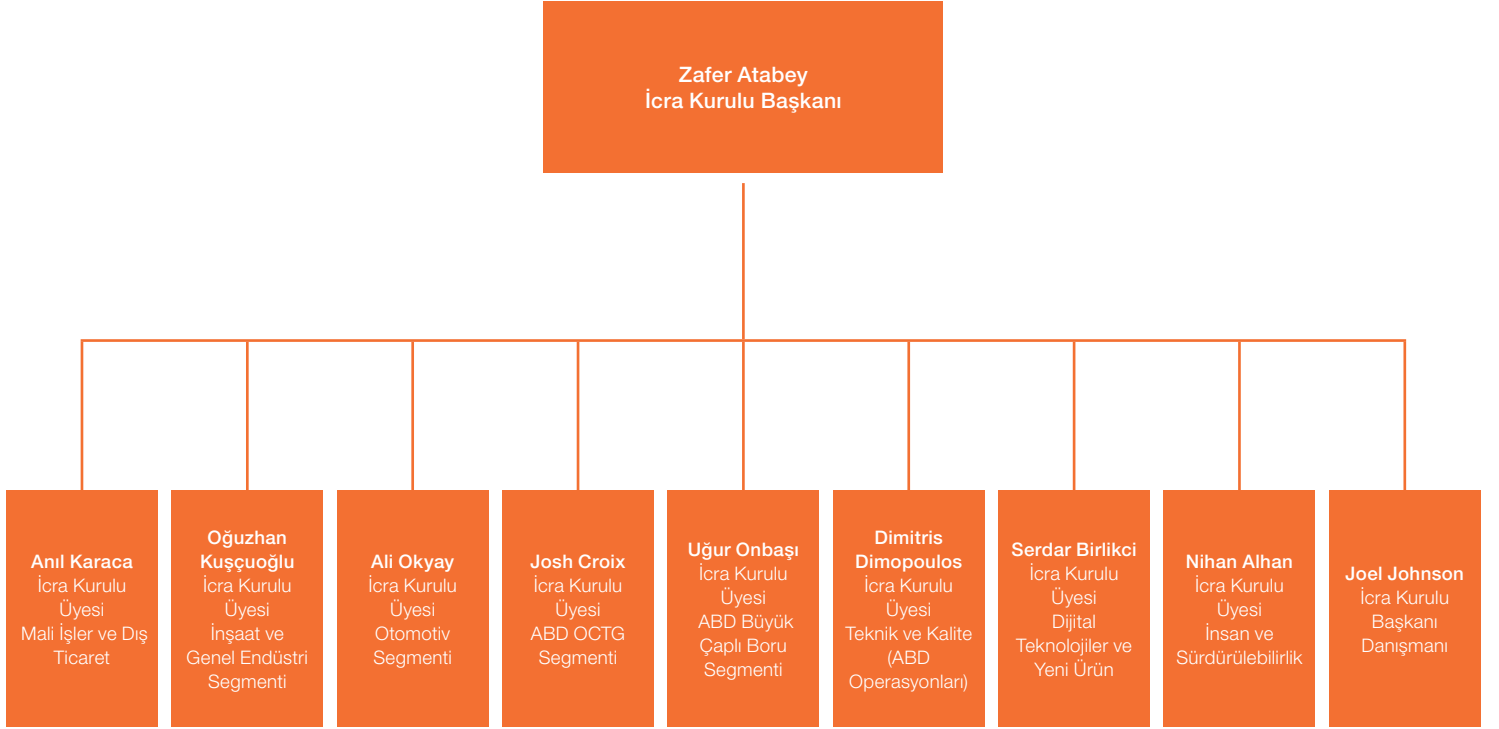 Zafer Atabey
İcra Kurulu Başkanı
Anıl Karaca
İcra Kurulu
Üyesi
Mali İşler ve Dış
Ticaret
Oğuzhan
Kuşçuoğlu
İcra Kurulu
Üyesi
İnşaat ve
Genel Endüstri
Segmenti
Ali Okyay
İcra Kurulu
Üyesi
Otomotiv
Segmenti
Josh Croix
İcra Kurulu
Üyesi
ABD OCTG
Segmenti
Uğur Onbaşı
İcra Kurulu
Üyesi
ABD Büyük
Çaplı Boru
Segmenti
Dimitris
Dimopoulos
İcra Kurulu
Üyesi
Teknik ve Kalite
(ABD
Operasyonları)
Serdar Birlikci
İcra Kurulu
Üyesi
Dijital
Teknolojiler ve
Yeni Ürün
Nihan Alhan
İcra Kurulu
Üyesi
İnsan ve
Sürdürülebilirlik
Joel Johnson
İcra Kurulu
Başkanı
Danışmanı